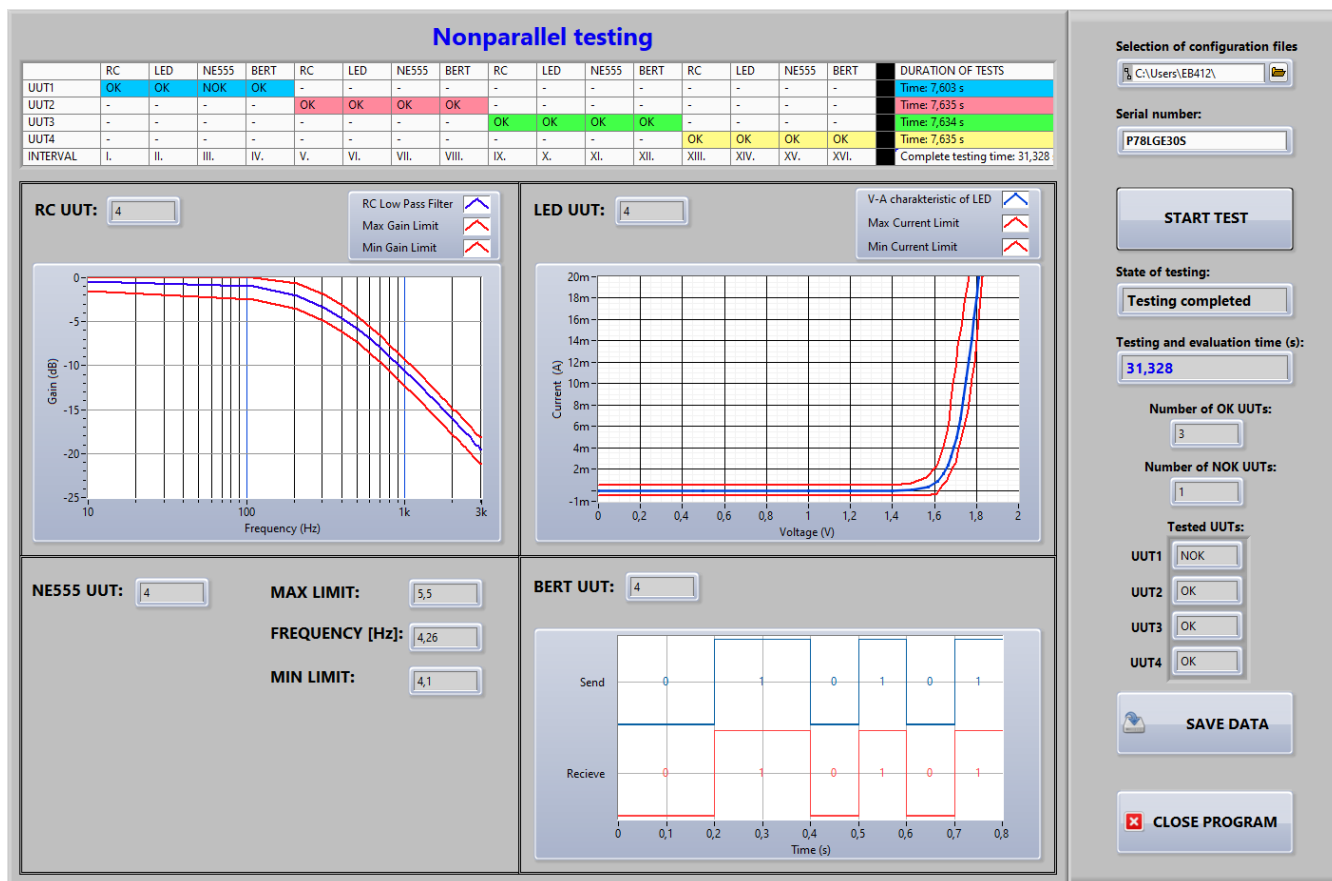 Nonparallel testing
RC LED NE555 BERT RC LED NE555 BERT RC LED NE555 BERT RC LED NE555 BERT DURATION OF TESTS
UUT1 OK OK NOK OK - - - - - - - - - - - - Time: 7,603 s
UUT2 - - - - OK OK OK OK - - - - - - - - Time: 7,635 s
UUT3 - - - - - - - - OK OK OK OK - - - - Time: 7,634 s
UUT4 - - - - - - - - - - - - OK OK OK OK Time: 7,635 s
INTERVAL I. II. III. IV. V. VI. VII. VIII. IX. X. XI. XII. XIII. XIV. XV. XVI. Complete testing time: 31,328
RC UUT: 4
RC Low Pass Filter
Max Gain Limit
Min Gain Limit
0
-5
-10
-15
-20
-25
Gain (dB)
10 100 1k 3k
Frequency (Hz)
LED UUT: 4
V-A charakteristic of LED
Max Current Limit
Min Current Limit
20m
18m
16m
14m
12m
10m
8m
6m
4m
2m
-1m
Current (A)
0 0,2 0,4 0,6 0,8 1 1,2 1,4 1,6 1,8 2
Voltage (V)
NE555 UUT: 4
MAX LIMIT: 5,5
FREQUENCY [Hz]: 4,26
MIN LIMIT: 4,1
BERT UUT: 4
Send 0 1 0 1 0 1
Recieve 0 1 0 1 0 1
0 0,1 0,2 0,3 0,4 0,5 0,6 0,7 0,8
Time (s)
Selection of configuration files
C:\Users\EB412\
Serial number:
P78LGE30S
START TEST
State of testing:
Testing completed
Testing and evaluation time (s):
31,328
Number of OK UUTs:
3
Number of NOK UUTs:
1
Tested UUTs:
UUT1 NOK
UUT2 OK
UUT3 OK
UUT4 OK
SAVE DATA
CLOSE PROGRAM